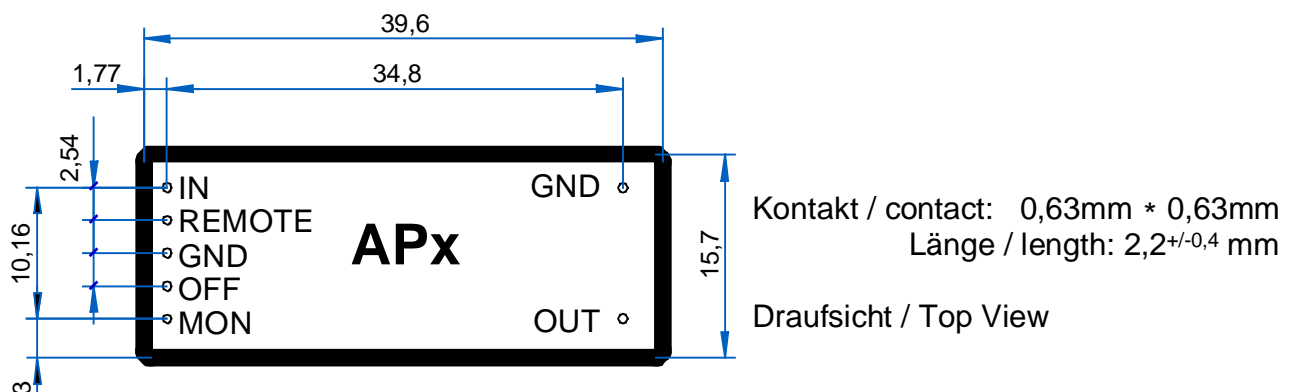 39,6
1,77
34,8
2,54
IN
GND
REMOTE
APx
GND
OFF
MON
OUT
10,16
15,7
Kontakt / contact: 0,63mm * 0,63mm
Länge / length: 2,2+/-0,4 mm
Draufsicht / Top View